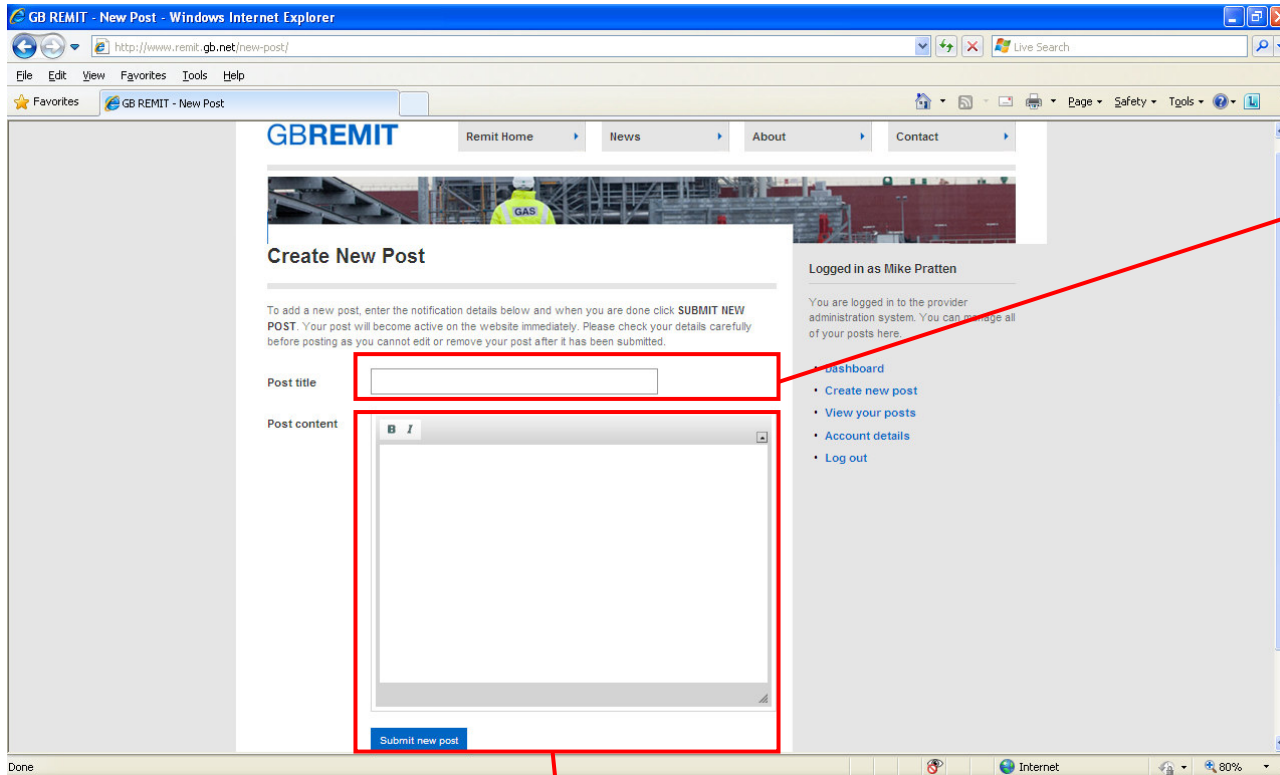 GB REMIT - New Post - Windows Internet Explorer
http://www.remit.gb.net/new-post/
Live Search
File Edit View Favorites Tools Help
Favorites
GB REMIT - New Post
Page Safety Tools
GBREMIT
Remit Home
News
About
Contact
GAS
Create New Post
To add a new post, enter the notification details below and when you are done click SUBMIT NEW
POST. Your post will become active on the website immediately. Please check your details carefully
before posting as you cannot edit or remove your post after it has been submitted.
Post title
Post content
B I
Submit new post
Logged in as Mike Pratten
You are logged in to the provider
administration system. You can manage all
of your posts here.
• Dashboard
• Create new post
• View your posts
• Account details
• Log out
Done
Internet
80%